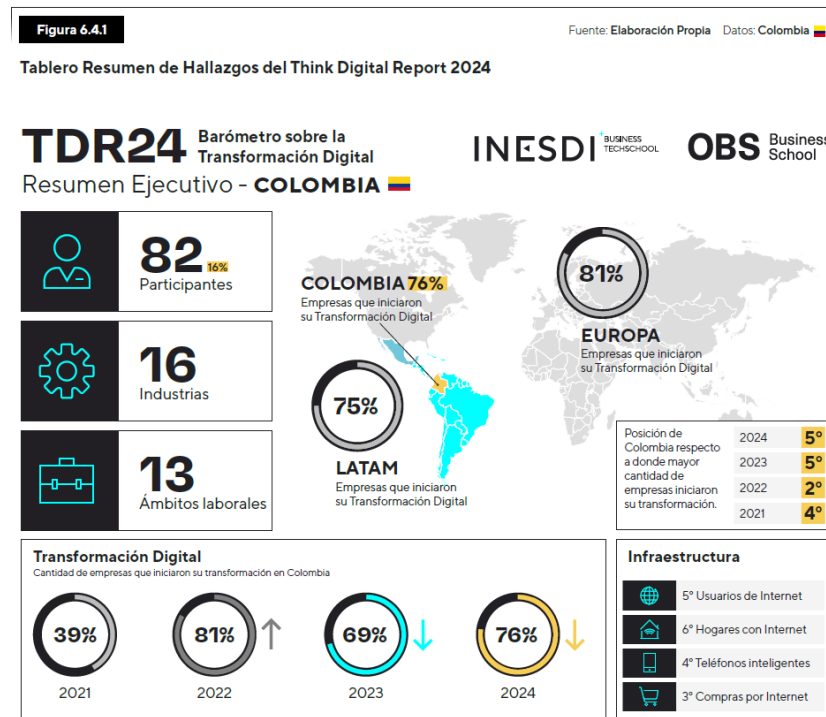 Figura 6.4.1
Fuente: Elaboración Propia Datos: Colombia
Tablero Resumen de Hallazgos del Think Digital Report 2024
TDR24
Barómetro sobre la
Transformación Digital
Resumen Ejecutivo - COLOMBIA
INESDI
BUSINESS
TECHSCHOOL
OBS
Business
School
82 16%
Participantes
16
Industrias
13
Ámbitos laborales
COLOMBIA 76%
Empresas que iniciaron
su Transformación Digital
81%
EUROPA
Empresas que iniciaron
su Transformación Digital
75%
LATAM
Empresas que iniciaron
su Transformación Digital
Posición de
Colombia respecto
a donde mayor
cantidad de
empresas iniciaron
su transformación.
2024 5°
2023 5°
2022 2°
2021 4°
Transformación Digital
Cantidad de empresas que iniciaron su transformación en Colombia
39%
2021
81%
2022
69%
2023
76%
2024
Infraestructura
5° Usuarios de Internet
6° Hogares con Internet
4° Teléfonos inteligentes
3° Compras por Internet